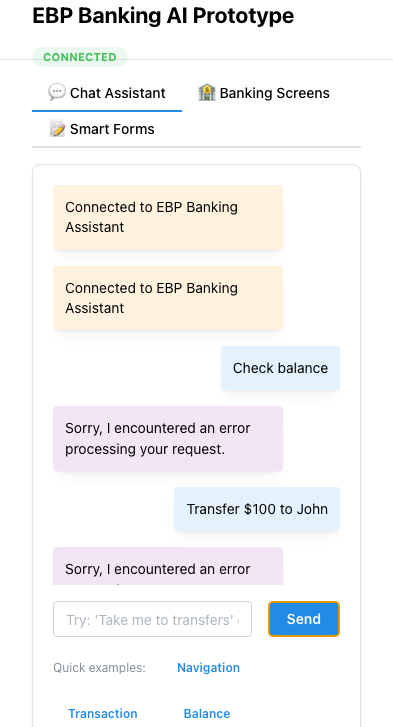 EBP Banking AI Prototype
CONNECTED
💬 Chat Assistant
🏦 Banking Screens
📝 Smart Forms
Connected to EBP Banking
Assistant
Connected to EBP Banking
Assistant
Check balance
Sorry, I encountered an error
processing your request.
Transfer $100 to John
Sorry, I encountered an error
Try: 'Take me to transfers'
Send
Quick examples:
Navigation
Transaction
Balance